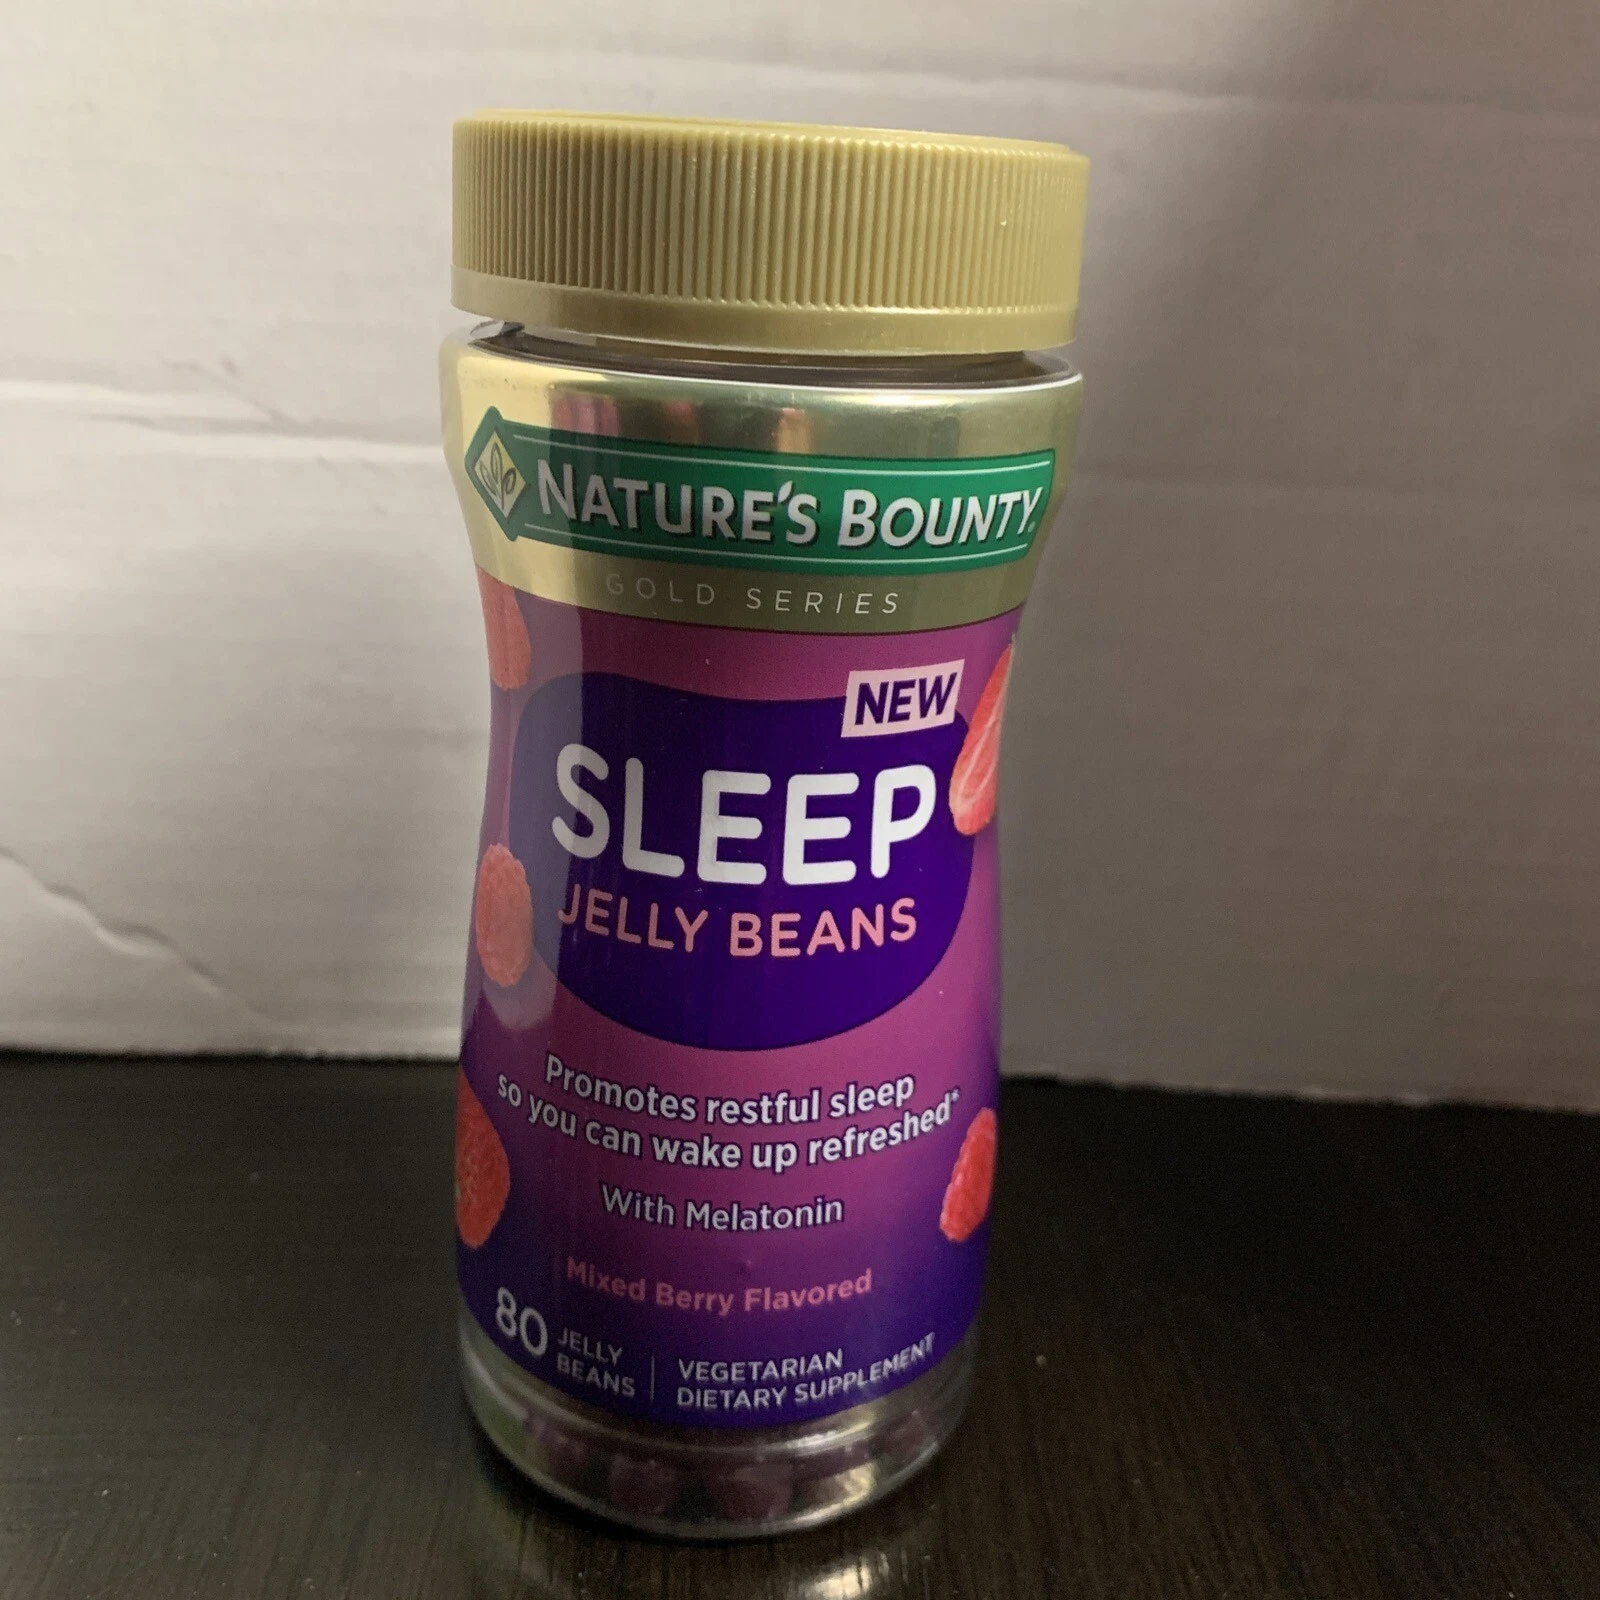 NATURE'S BOUNTY®
GOLD SERIES
NEW
SLEEP
JELLY BEANS
Promotes restful sleep
so you can wake up refreshed*
With Melatonin
Mixed Berry Flavored
80 JELLY BEANS
VEGETARIAN
DIETARY SUPPLEMENT